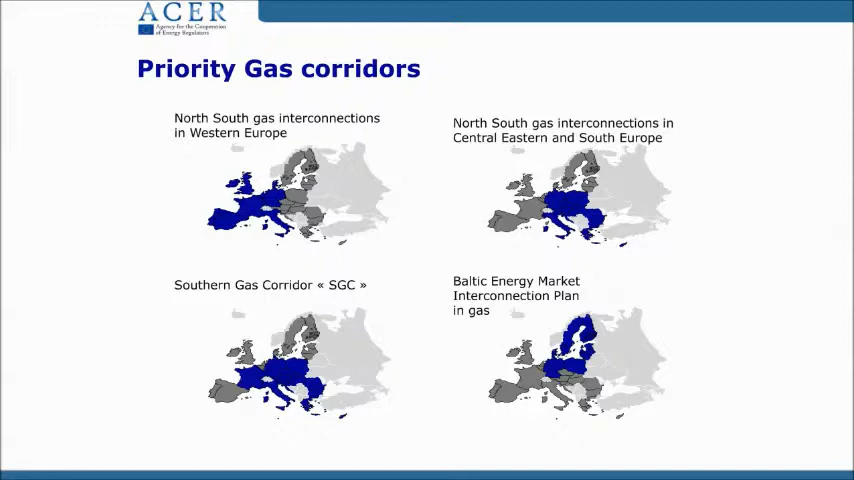 ACER
Agency for the Cooperation
of Energy Regulators
Priority Gas corridors
North South gas interconnections
in Western Europe
North South gas interconnections in
Central Eastern and South Europe
Southern Gas Corridor « SGC »
Baltic Energy Market
Interconnection Plan
in gas